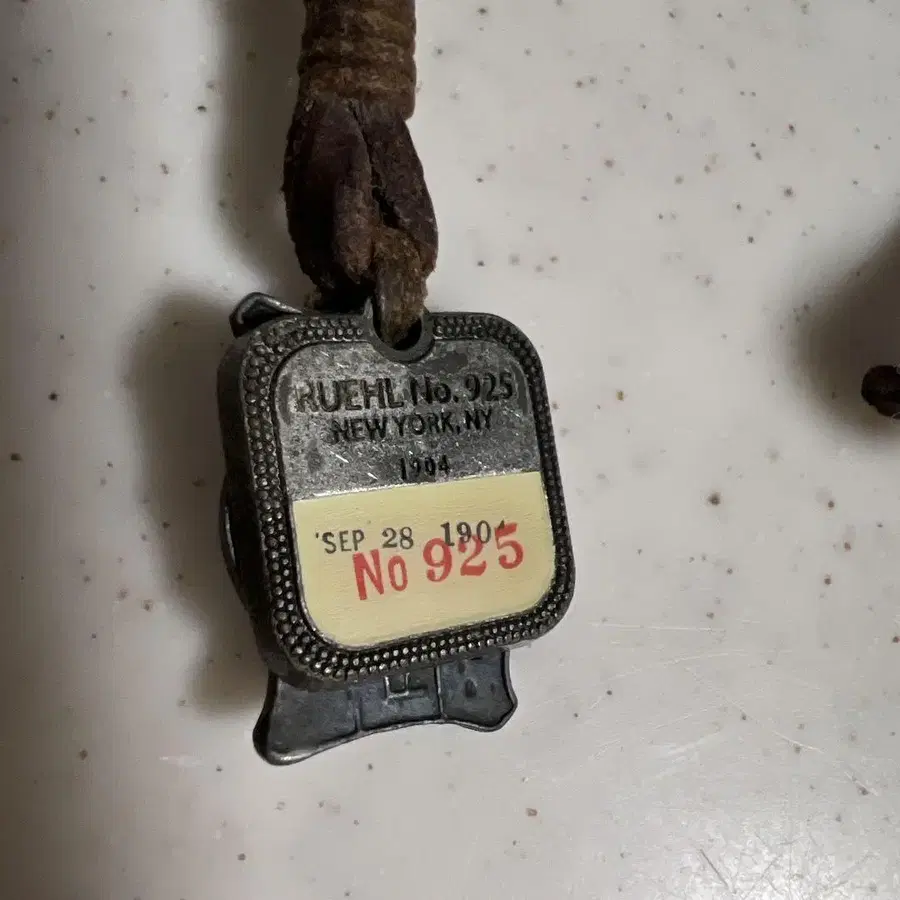 RUEHL No. 925
NEW YORK, NY
1904
SEP 28 1904
No 925